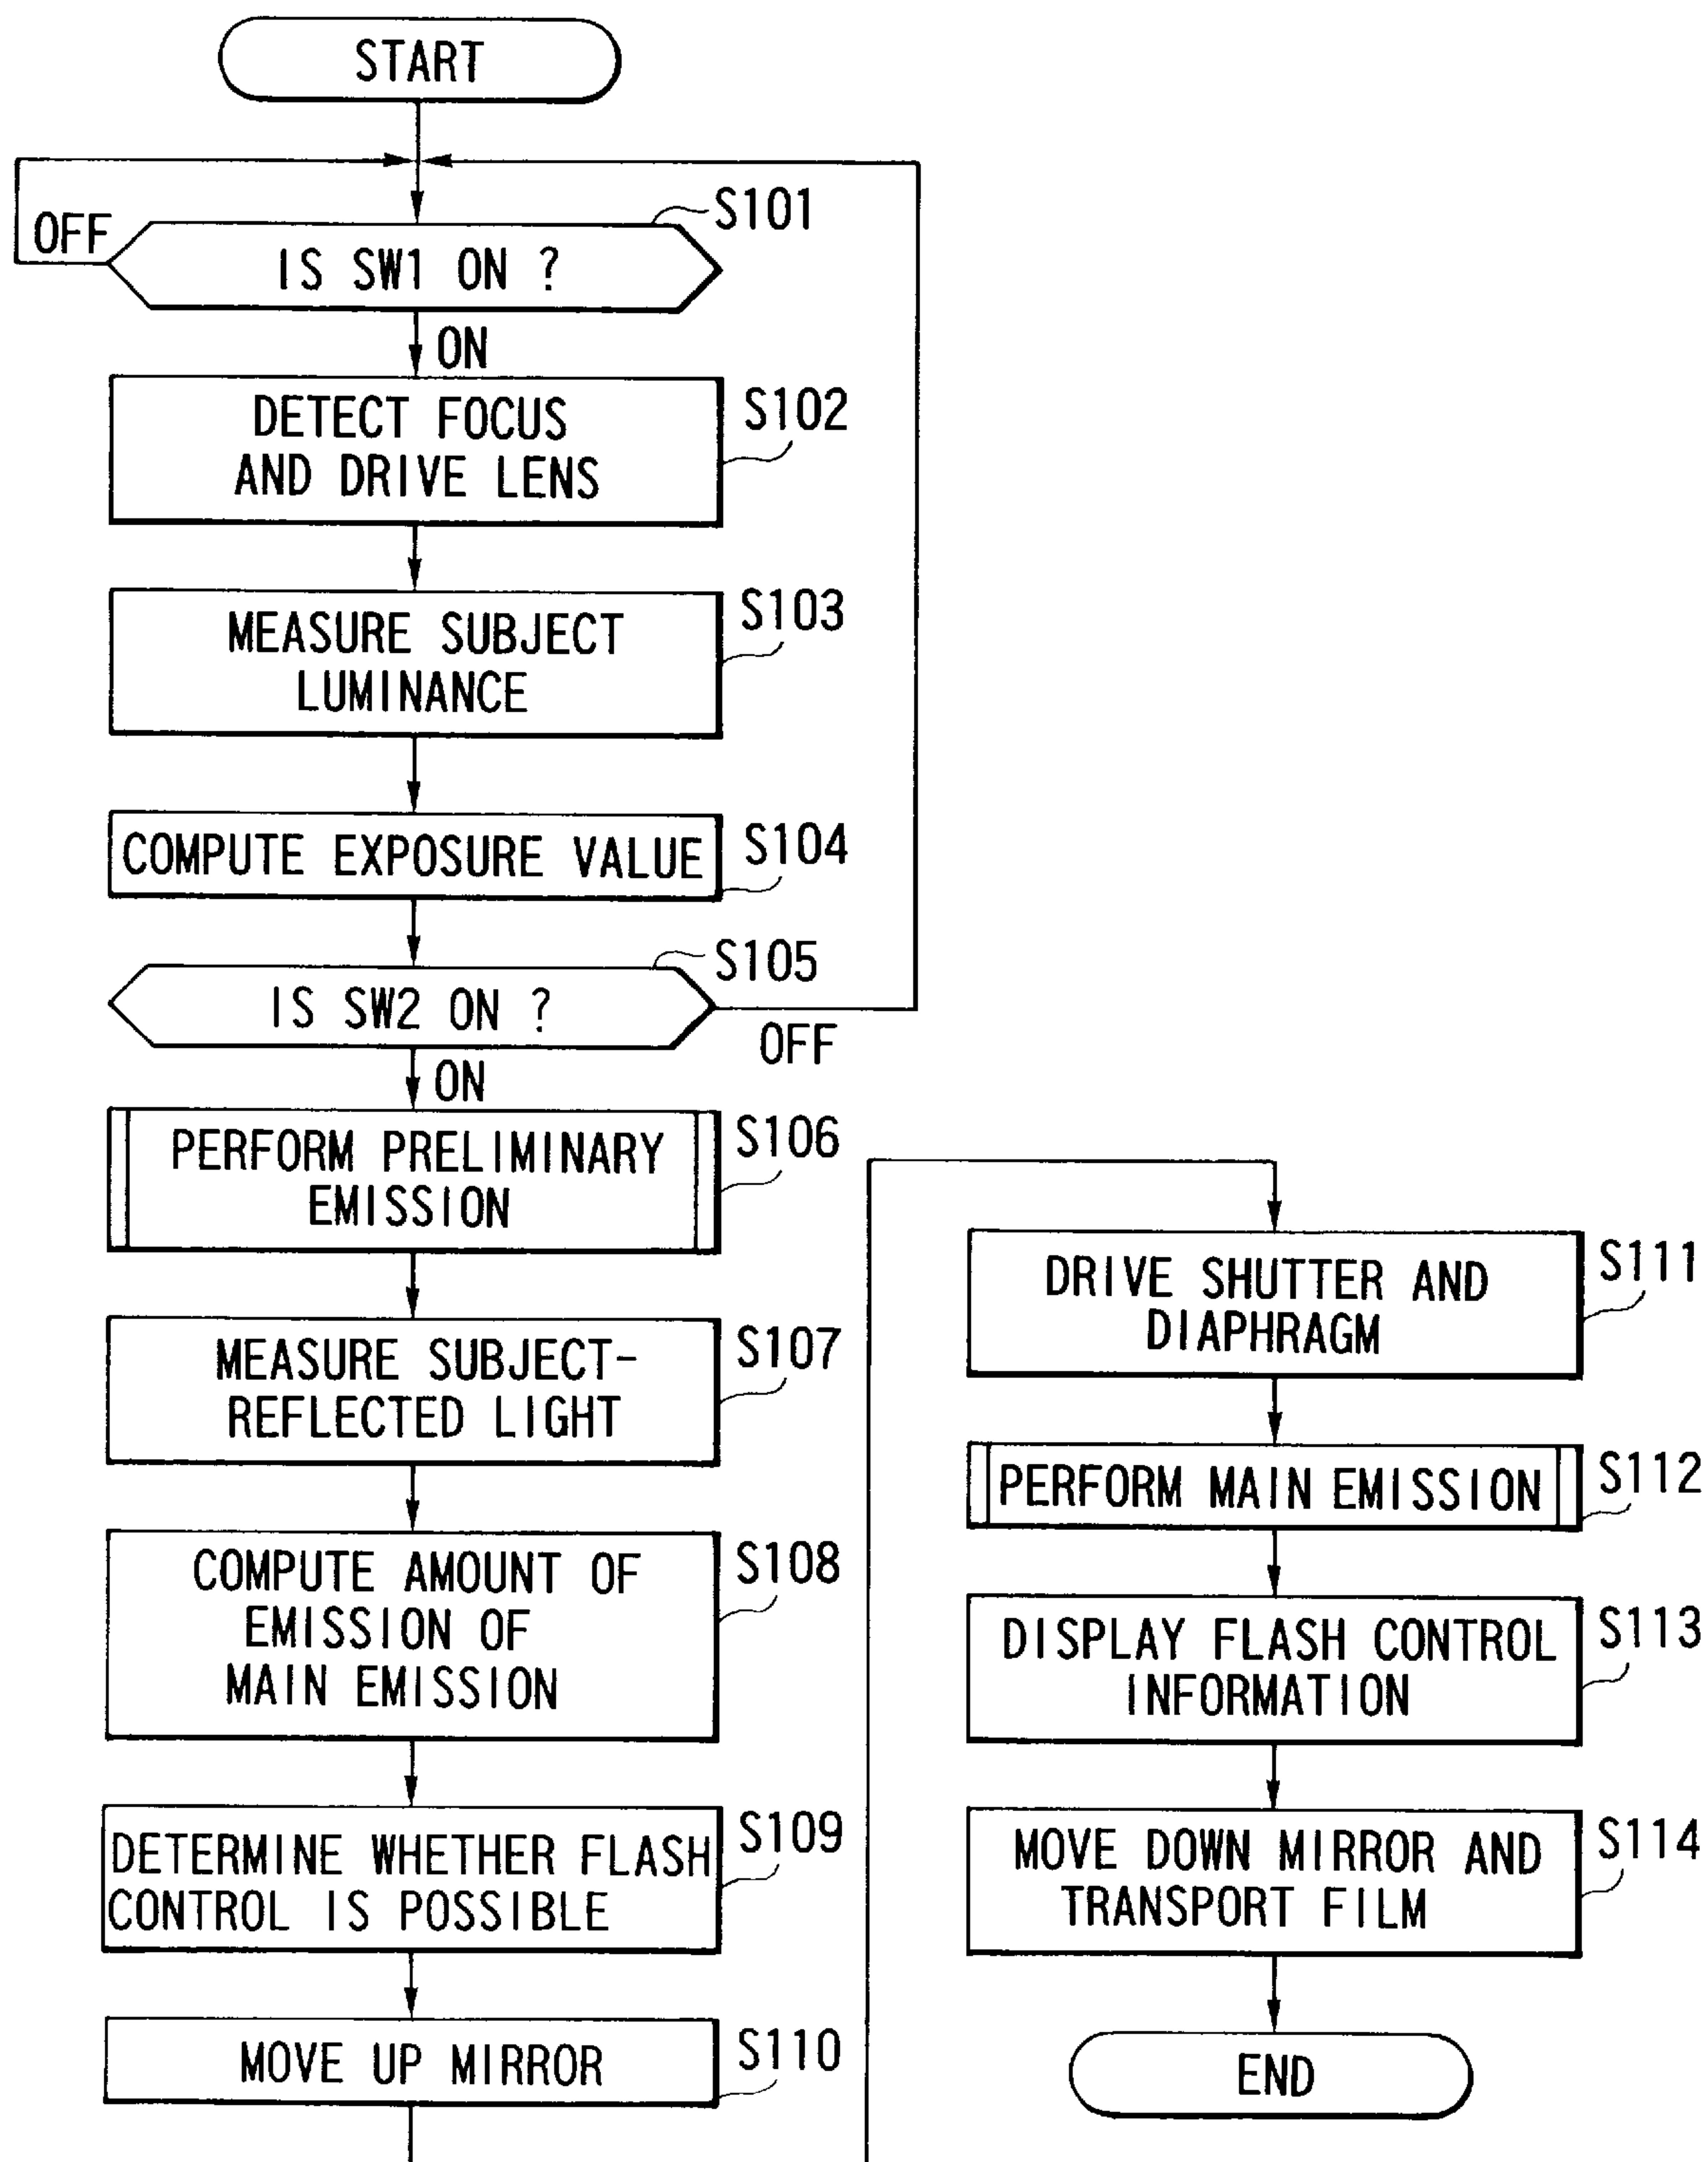 START
OFF
S101
IS SW1 ON ?
ON
DETECT FOCUS
AND DRIVE LENS
S102
MEASURE SUBJECT
LUMINANCE
S103
COMPUTE EXPOSURE VALUE
S104
S105
IS SW2 ON ?
OFF
ON
PERFORM PRELIMINARY
EMISSION
S106
MEASURE SUBJECT-
REFLECTED LIGHT
S107
COMPUTE AMOUNT OF
EMISSION OF
MAIN EMISSION
S108
DETERMINE WHETHER FLASH
CONTROL IS POSSIBLE
S109
MOVE UP MIRROR
S110
DRIVE SHUTTER AND
DIAPHRAGM
S111
PERFORM MAIN EMISSION
S112
DISPLAY FLASH CONTROL
INFORMATION
S113
MOVE DOWN MIRROR AND
TRANSPORT FILM
S114
END